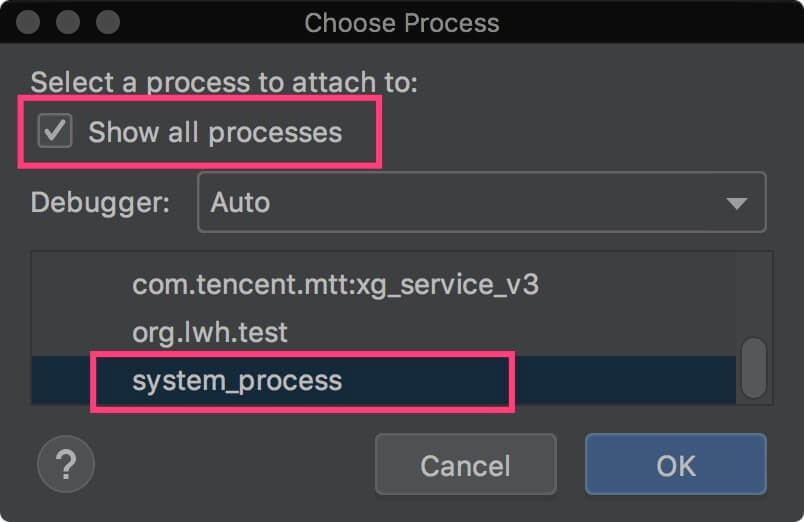 Choose Process
Select a process to attach to:
Show all processes
Debugger: Auto
com.tencent.mtt:xg_service_v3
org.lwh.test
system_process
? Cancel OK